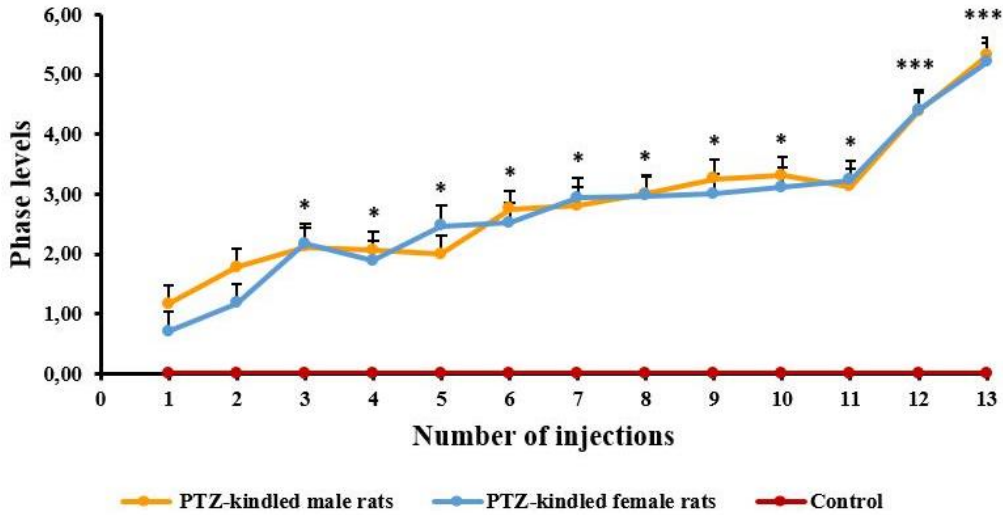 6,00
5,00
4,00
3,00
2,00
1,00
0,00
Phase levels
* * * * * * * * * *** ***
0 1 2 3 4 5 6 7 8 9 10 11 12 13
Number of injections
PTZ-kindled male rats PTZ-kindled female rats Control